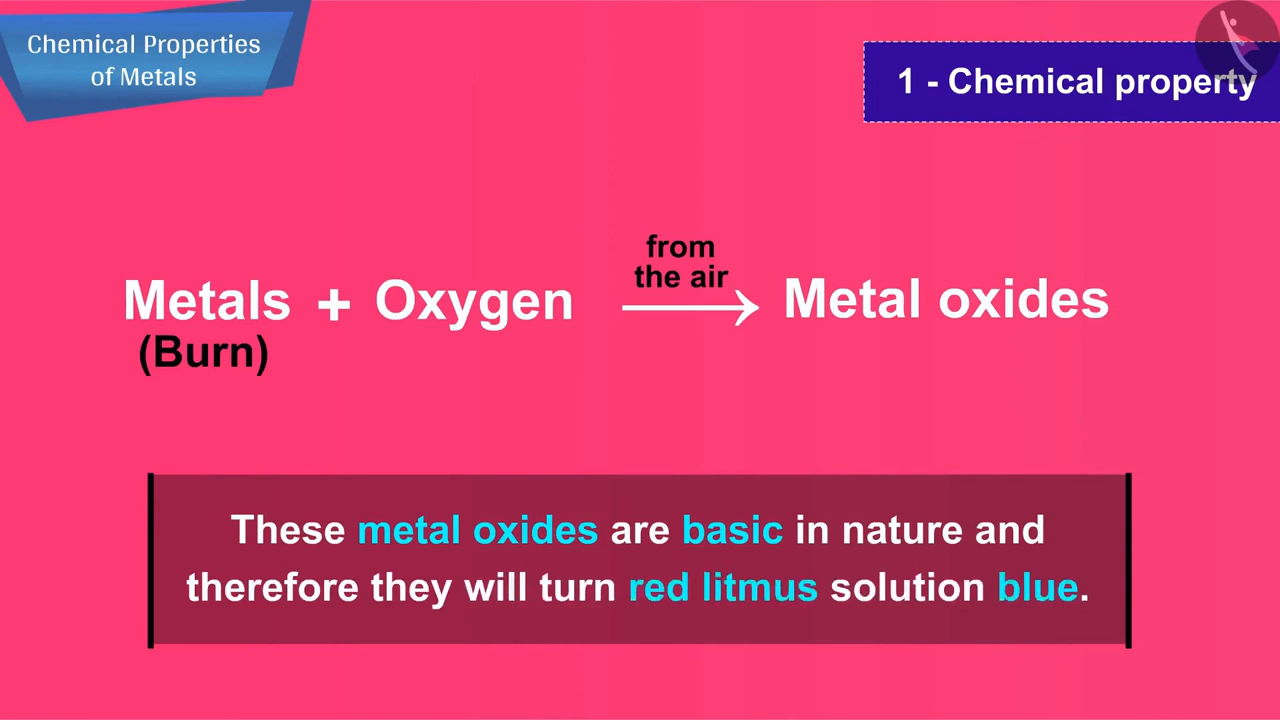 Chemical Properties
of Metals
1 - Chemical property
from
the air
Metals + Oxygen ⟶ Metal oxides
(Burn)
These metal oxides are basic in nature and
therefore they will turn red litmus solution blue.